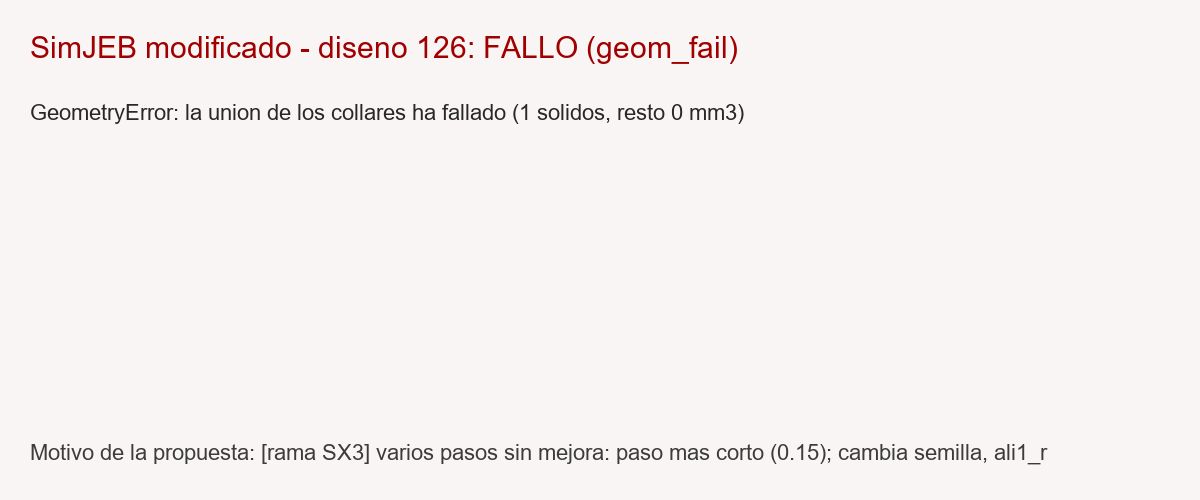 SimJEB modificado - diseno 126: FALLO (geom_fail)
GeometryError: la union de los collares ha fallado (1 solidos, resto 0 mm3)
Motivo de la propuesta: [rama SX3] varios pasos sin mejora: paso mas corto (0.15); cambia semilla, ali1_r